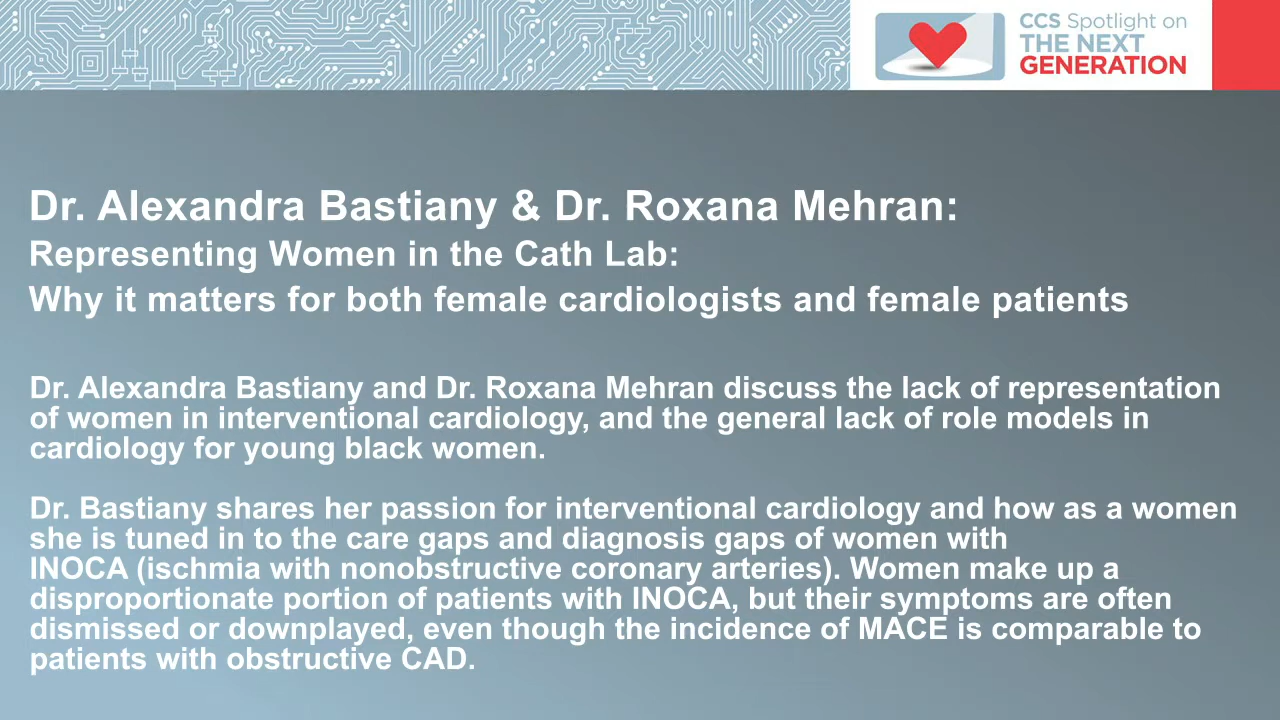 CCS Spotlight on
THE NEXT
GENERATION
Dr. Alexandra Bastiany & Dr. Roxana Mehran:
Representing Women in the Cath Lab:
Why it matters for both female cardiologists and female patients
Dr. Alexandra Bastiany and Dr. Roxana Mehran discuss the lack of representation
of women in interventional cardiology, and the general lack of role models in
cardiology for young black women.
Dr. Bastiany shares her passion for interventional cardiology and how as a women
she is tuned in to the care gaps and diagnosis gaps of women with
INOCA (ischmia with nonobstructive coronary arteries). Women make up a
disproportionate portion of patients with INOCA, but their symptoms are often
dismissed or downplayed, even though the incidence of MACE is comparable to
patients with obstructive CAD.